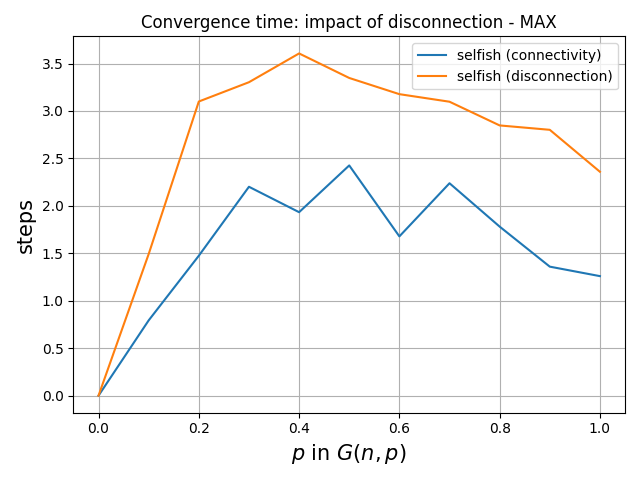 Convergence time: impact of disconnection - MAX
selfish (connectivity)
selfish (disconnection)
steps
3.5
3.0
2.5
2.0
1.5
1.0
0.5
0.0
0.0 0.2 0.4 0.6 0.8 1.0
p in G(n, p)